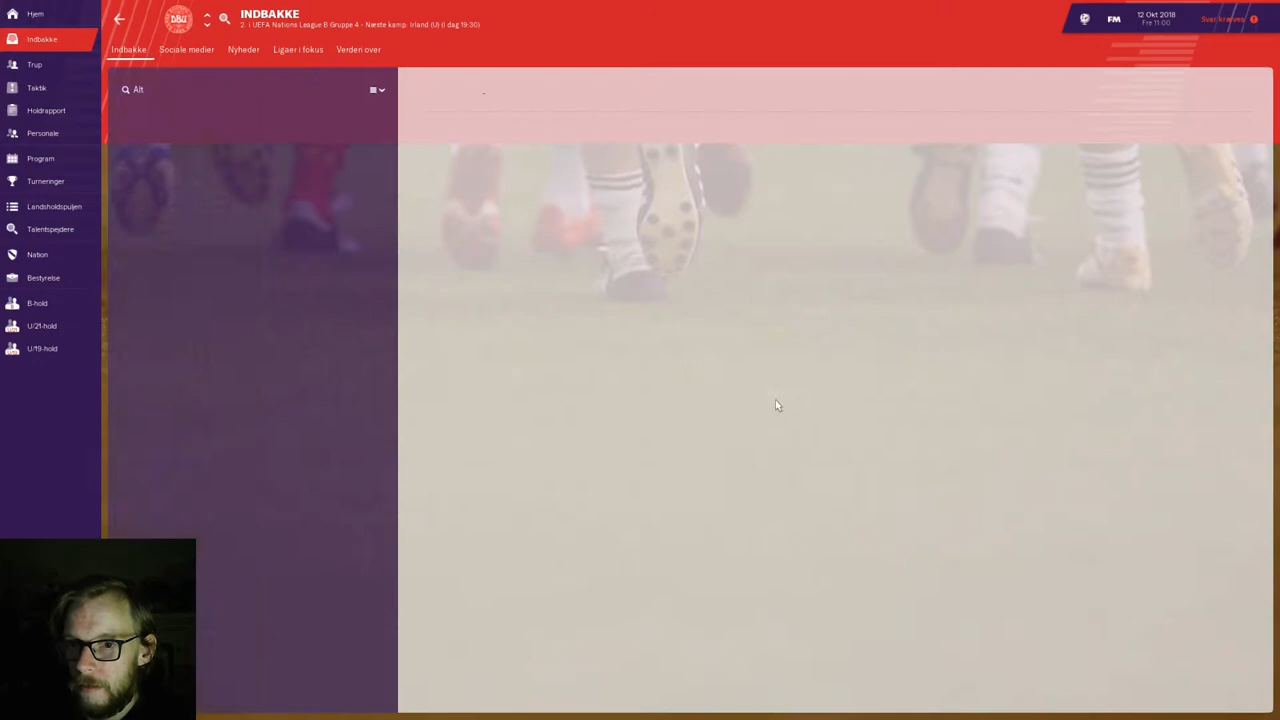 Hjem
Indbakke
Trup
Taktik
Holdrapport
Personale
Program
Turneringer
Landsholdspuljen
Talentspejdere
Nation
Bestyrelse
B-hold
U/21-hold
U/19-hold
DBU
INDBAKKE
2. i UEFA Nations League B Gruppe 4 - Næste kamp: Irland (U) (I dag 19:30)
FM
12 Okt 2018
Fre 11:00
Svar kræves
Indbakke
Sociale medier
Nyheder
Ligaer i fokus
Verden over
Alt
-